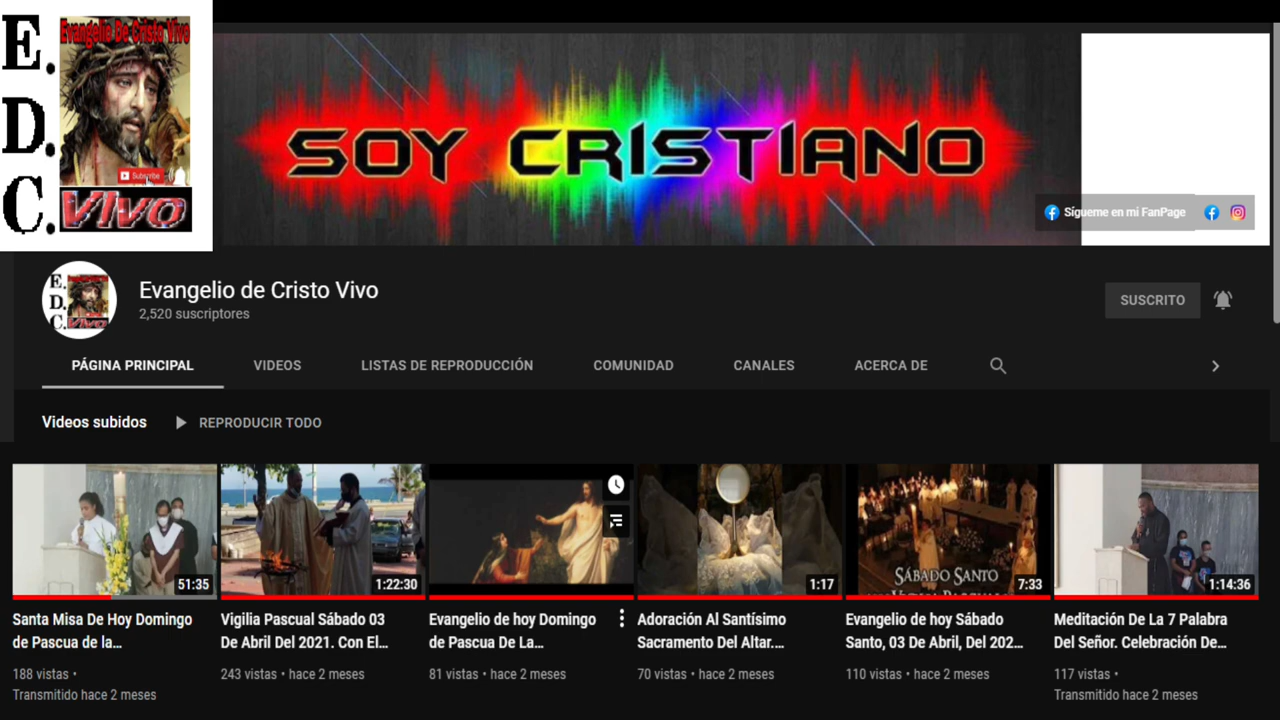 E.
D.
C.
Evangelio De Cristo Vivo
Subscribe
Vivo
SOY CRISTIANO
Sígueme en mi FanPage
E.
D.
C.
Vivo
Evangelio de Cristo Vivo
2,520 suscriptores
SUSCRITO
PÁGINA PRINCIPAL VIDEOS LISTAS DE REPRODUCCIÓN COMUNIDAD CANALES ACERCA DE
Videos subidos REPRODUCIR TODO
51:35
1:22:30
1:17
SÁBADO SANTO
7:33
1:14:36
Santa Misa De Hoy Domingo
de Pascua de la...
188 vistas •
Transmitido hace 2 meses
Vigilia Pascual Sábado 03
De Abril Del 2021. Con El...
243 vistas • hace 2 meses
Evangelio de hoy Domingo
de Pascua De La...
81 vistas • hace 2 meses
Adoración Al Santísimo
Sacramento Del Altar....
70 vistas • hace 2 meses
Evangelio de hoy Sábado
Santo, 03 De Abril, Del 202...
110 vistas • hace 2 meses
Meditación De La 7 Palabra
Del Señor. Celebración De...
117 vistas •
Transmitido hace 2 meses